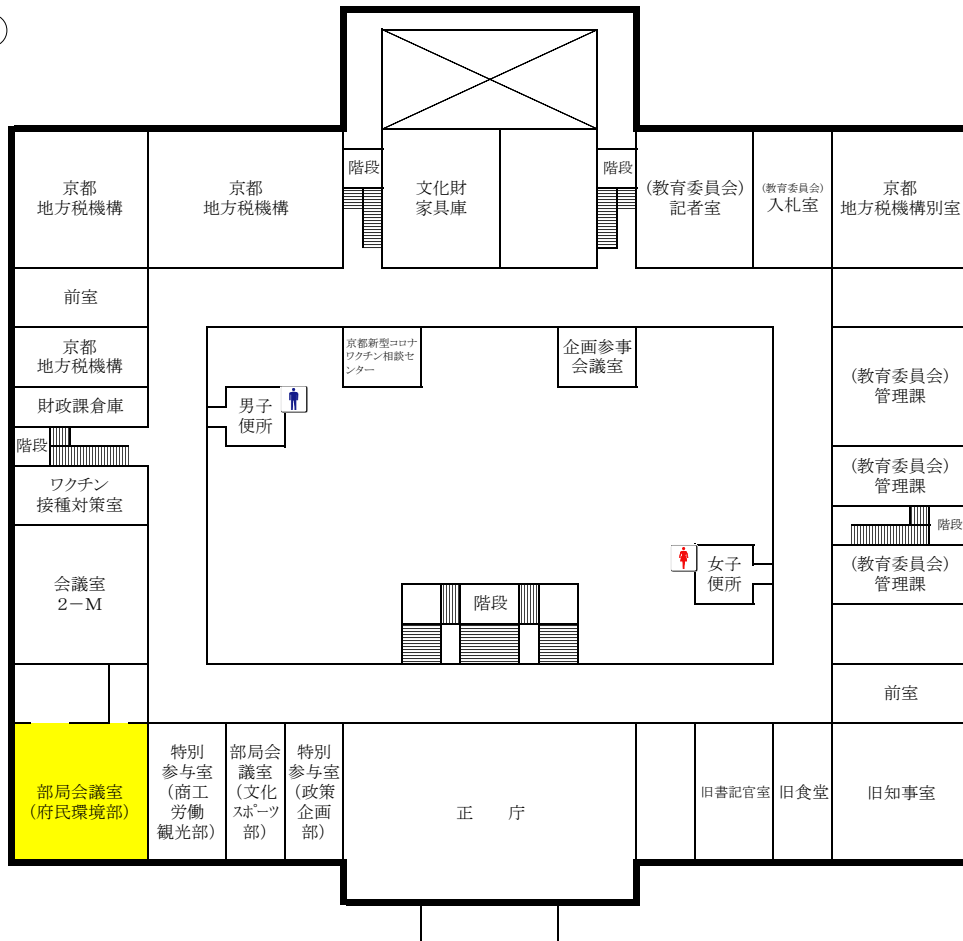 京都
地方税機構
京都
地方税機構
階段
文化財
家具庫
階段
(教育委員会)
記者室
(教育委員会)
入札室
京都
地方税機構別室
前室
京都
地方税機構
京都新型コロナ
ワクチン相談セ
ンター
企画参事
会議室
(教育委員会)
管理課
財政課倉庫
男子
便所
階段
(教育委員会)
管理課
ワクチン
接種対策室
階段
会議室
2-M
女子
便所
(教育委員会)
管理課
階段
前室
部局会議室
(府民環境部)
特別
参与室
(商工
労働
観光部)
部局会
議室
(文化
スポーツ
部)
特別
参与室
(政策
企画
部)
正 庁
旧書記官室
旧食堂
旧知事室